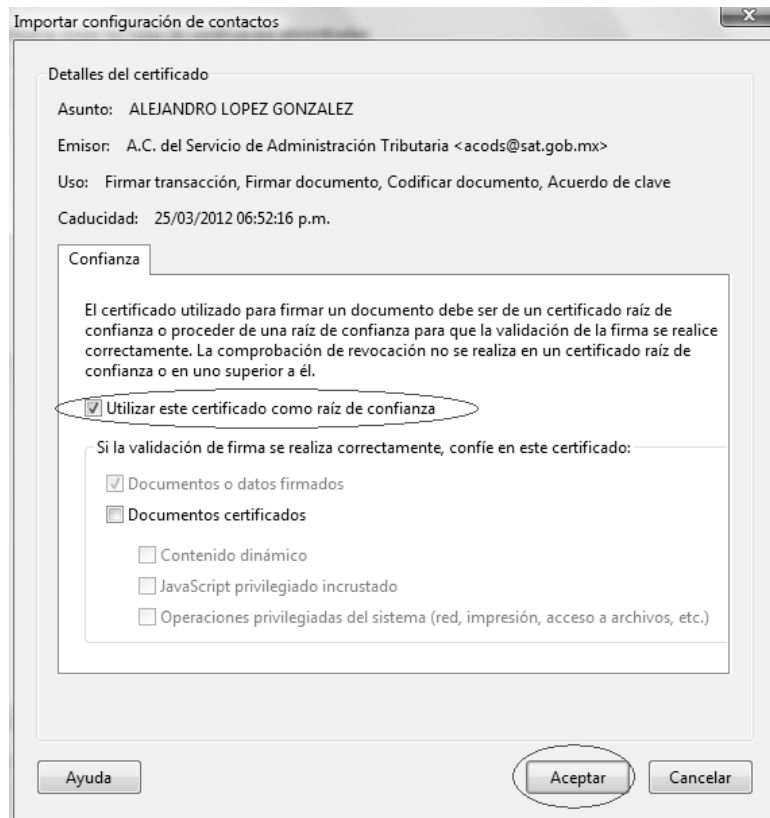 Importar configuración de contactos
Detalles del certificado
Asunto: ALEJANDRO LOPEZ GONZALEZ
Emisor: A.C. del Servicio de Administración Tributaria <acods@sat.gob.mx>
Uso: Firmar transacción, Firmar documento, Codificar documento, Acuerdo de clave
Caducidad: 25/03/2012 06:52:16 p.m.
Confianza
El certificado utilizado para firmar un documento debe ser de un certificado raíz de
confianza o proceder de una raíz de confianza para que la validación de la firma se realice
correctamente. La comprobación de revocación no se realiza en un certificado raíz de
confianza o en uno superior a él.
Utilizar este certificado como raíz de confianza
Si la validación de firma se realiza correctamente, confíe en este certificado:
Documentos o datos firmados
Documentos certificados
Contenido dinámico
JavaScript privilegiado incrustado
Operaciones privilegiadas del sistema (red, impresión, acceso a archivos, etc.)
Ayuda
Aceptar
Cancelar